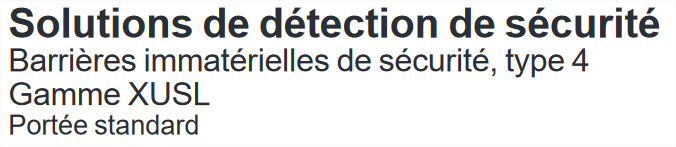 Solutions de détection de sécurité
Barrières immatérielles de sécurité, type 4
Gamme XUSL
Portée standard